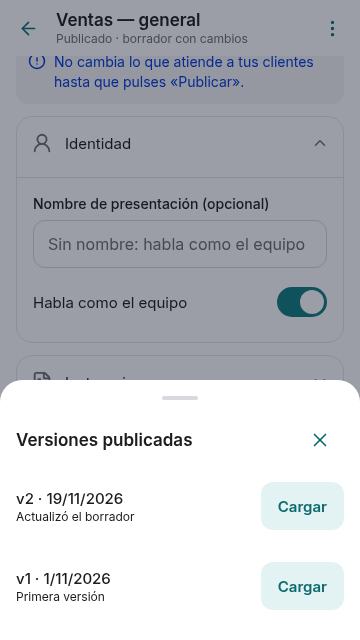 Ventas — general
Publicado · borrador con cambios
No cambia lo que atiende a tus clientes
hasta que pulses «Publicar».
Identidad
Nombre de presentación (opcional)
Sin nombre: habla como el equipo
Habla como el equipo
Versiones publicadas
v2 · 19/11/2026
Actualizó el borrador
Cargar
v1 · 1/11/2026
Primera versión
Cargar